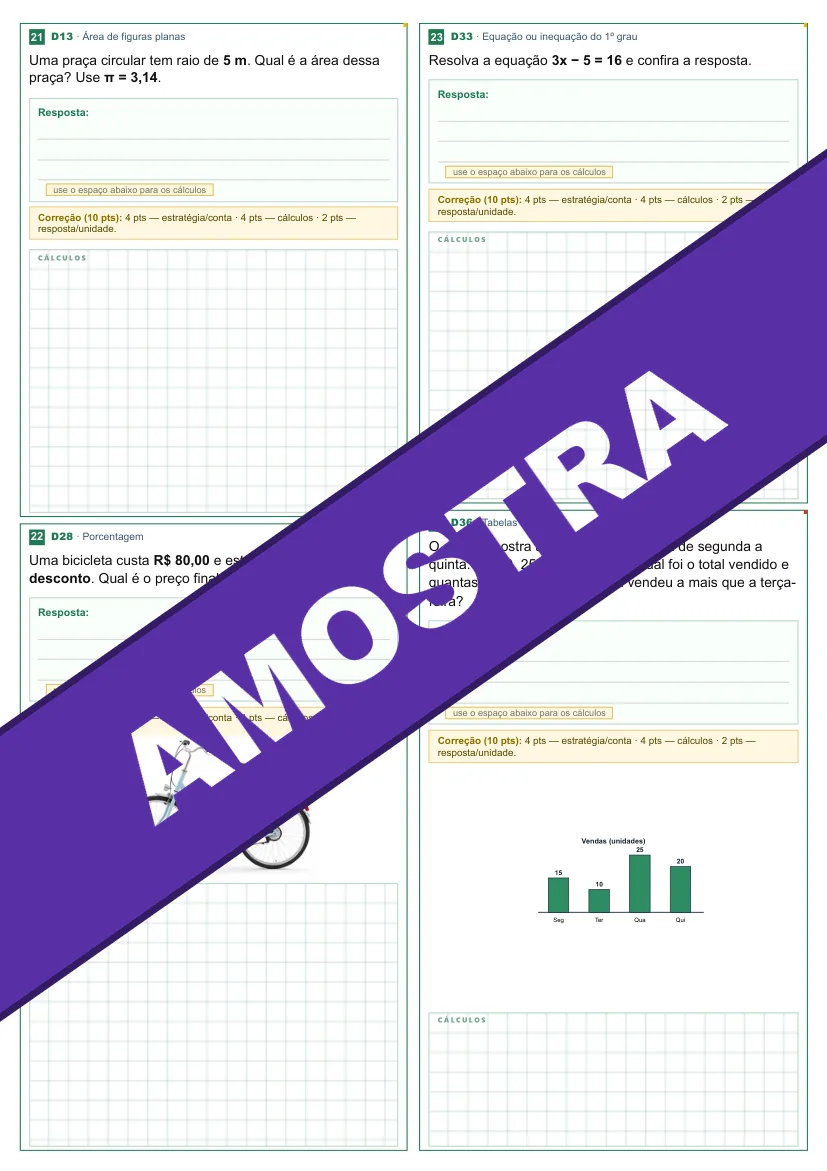 21 D13 · Área de figuras planas
Uma praça circular tem raio de 5 m. Qual é a área dessa
praça? Use π = 3,14.
Resposta:
use o espaço abaixo para os cálculos
Correção (10 pts): 4 pts — estratégia/conta · 4 pts — cálculos · 2 pts —
resposta/unidade.
CÁLCULOS
22 D28 · Porcentagem
Uma bicicleta custa R$ 80,00 e
desconto. Qual é o preço
Resposta:
pts —
23 D33 · Equação ou inequação do 1º grau
Resolva a equação 3x − 5 = 16 e confira a resposta.
Resposta:
use o espaço abaixo para os cálculos
Correção (10 pts): 4 pts — estratégia/conta · 4 pts — cálculos · 2 pts —
resposta/unidade.
CÁLCULOS
D36 Tabelas
de segunda a
quinta: foi o total vendido e
quantas vendeu a mais que a terça-
use o espaço abaixo para os cálculos
Correção (10 pts): 4 pts — estratégia/conta · 4 pts — cálculos · 2 pts —
resposta/unidade.
Vendas (unidades)
15 10 25 20
Seg Ter Qua Qui
CÁLCULOS
AMOSTRA